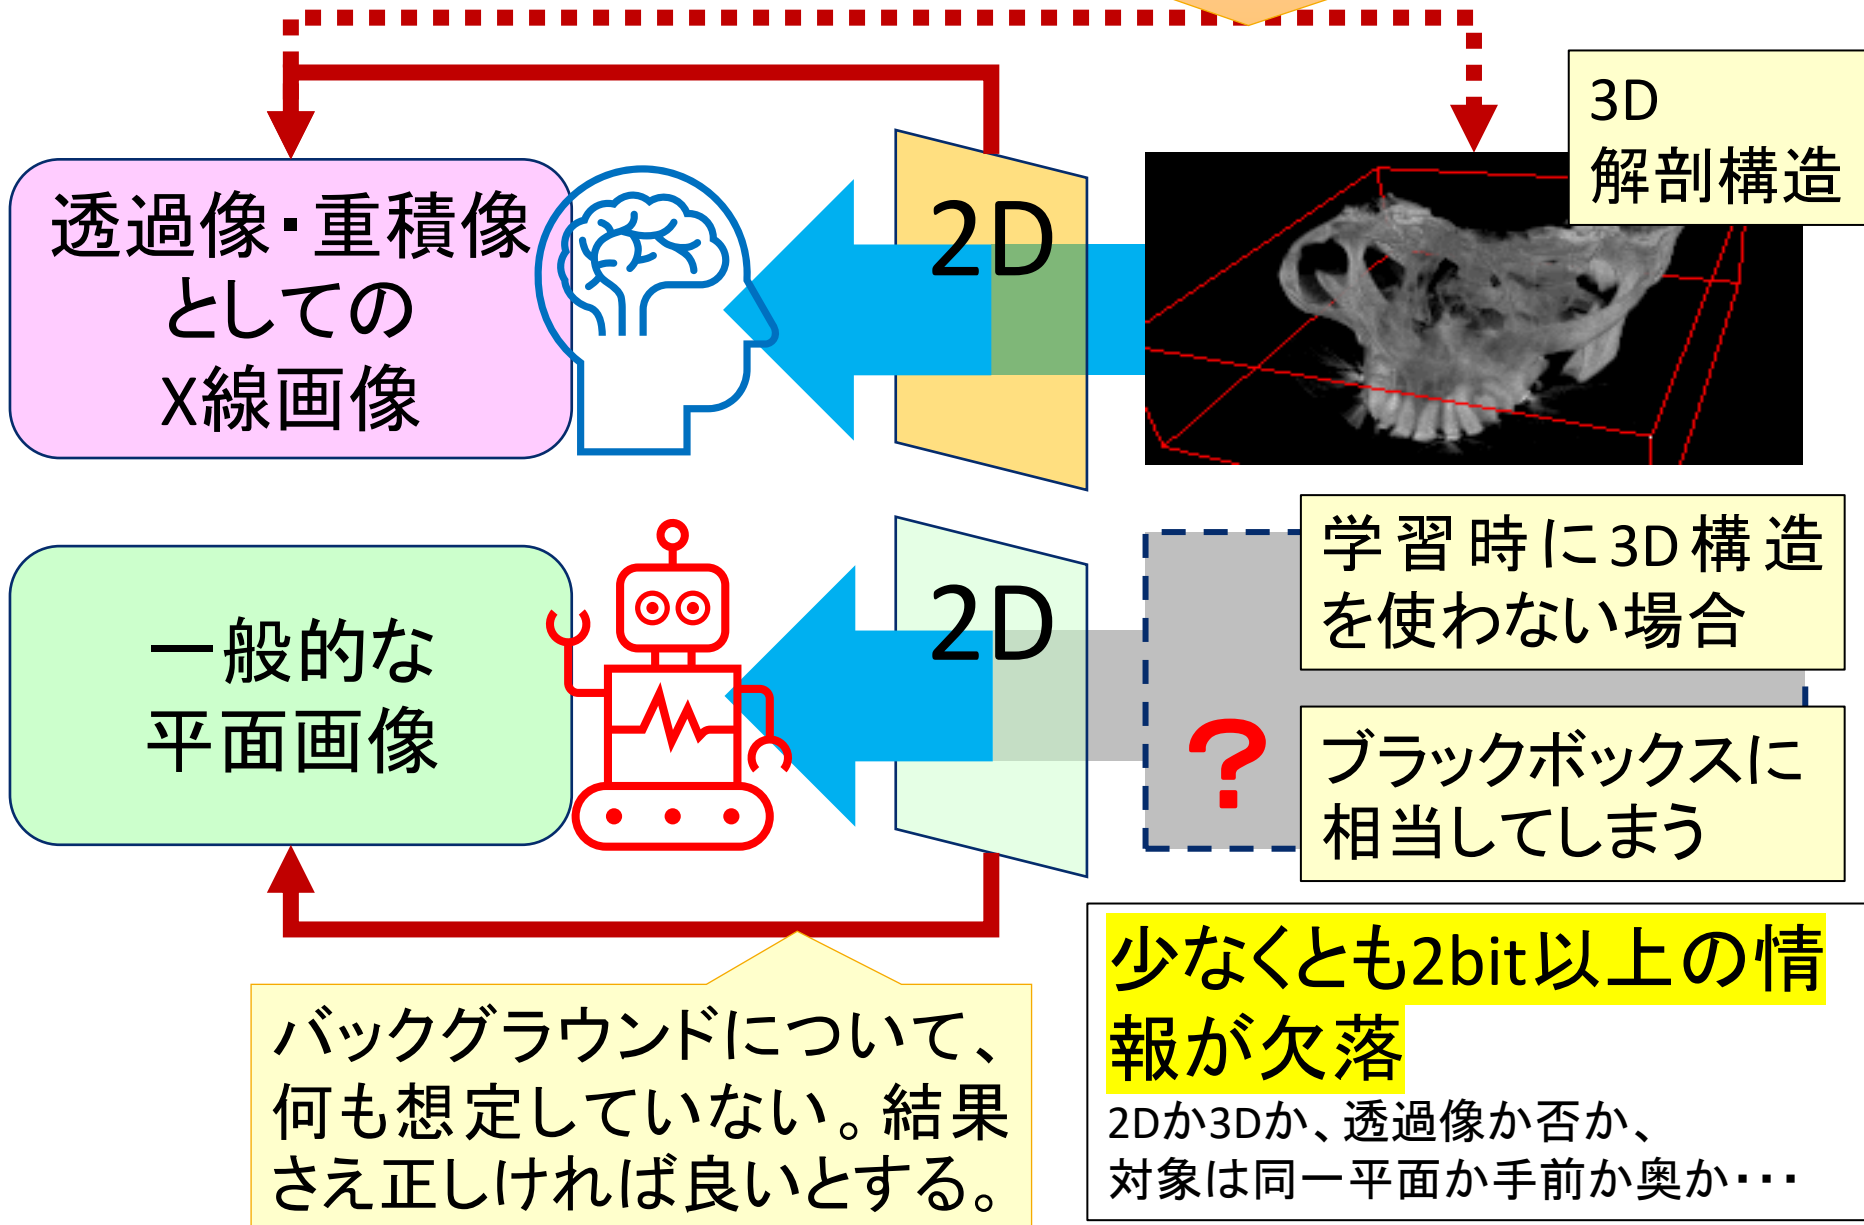 3D
解剖構造
透過像・重積像
としての
X線画像
2D
学習時に3D構造
を使わない場合
一般的な
平面画像
2D
?
ブラックボックスに
相当してしまう
バックグラウンドについて、
何も想定していない。結果
さえ正しければ良いとする。
少なくとも2bit以上の情
報が欠落
2Dか3Dか、透過像か否か、
対象は同一平面か手前か奥か・・・